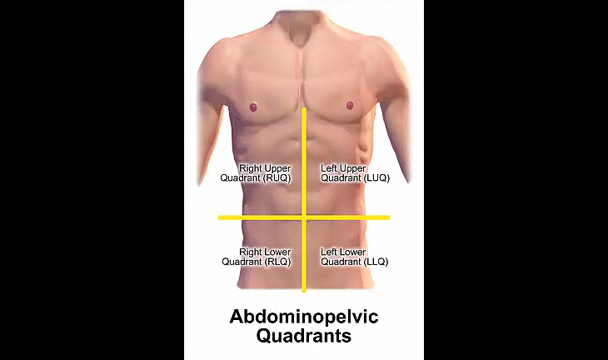 Right Upper
Quadrant (RUQ)
Left Upper
Quadrant (LUQ)
Right Lower
Quadrant (RLQ)
Left Lower
Quadrant (LLQ)
Abdominopelvic
Quadrants